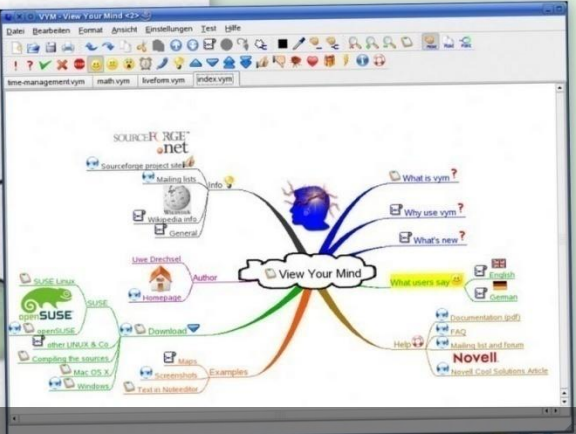 VYM - View Your Mind <2>
Datei Bearbeiten Format Ansicht Einstellungen Test Hilfe
time-management.vym math.vym liveform.vym index.vym
SOURCEFORGE
.net
Sourceforge project site
Mailing lists
Info
Wikipedia info
General
What is vym ?
Why use vym ?
What's new ?
View Your Mind
Uwe Drechsel
Author
Homepage
What users say
English
German
SUSE Linux
openSUSE
SUSE
openSUSE
Download
other LINUX & Co
Compiling the sources
Mac OS X
Windows
Maps
Screenshots
Examples
Text in Noteeditor
Help
Documentation (pdf)
FAQ
Mailing list and forum
Novell
Novell Cool Solutions Article